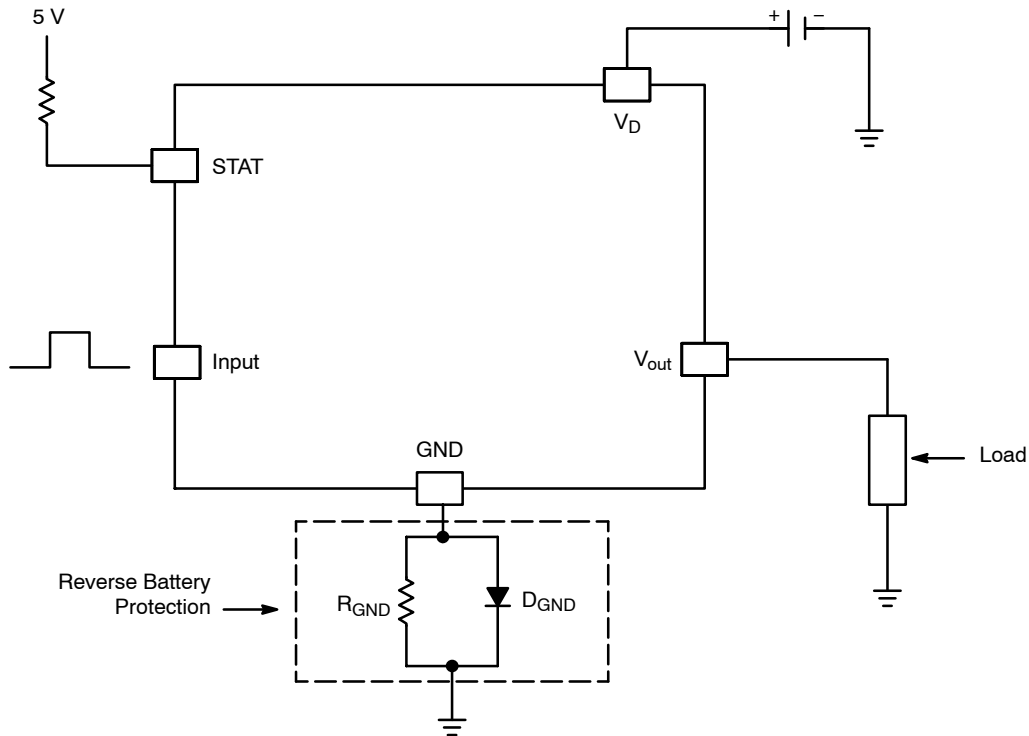 5 V
+ −
V_D
STAT
Input
V_out
GND
Load
Reverse Battery
Protection
R_GND
D_GND